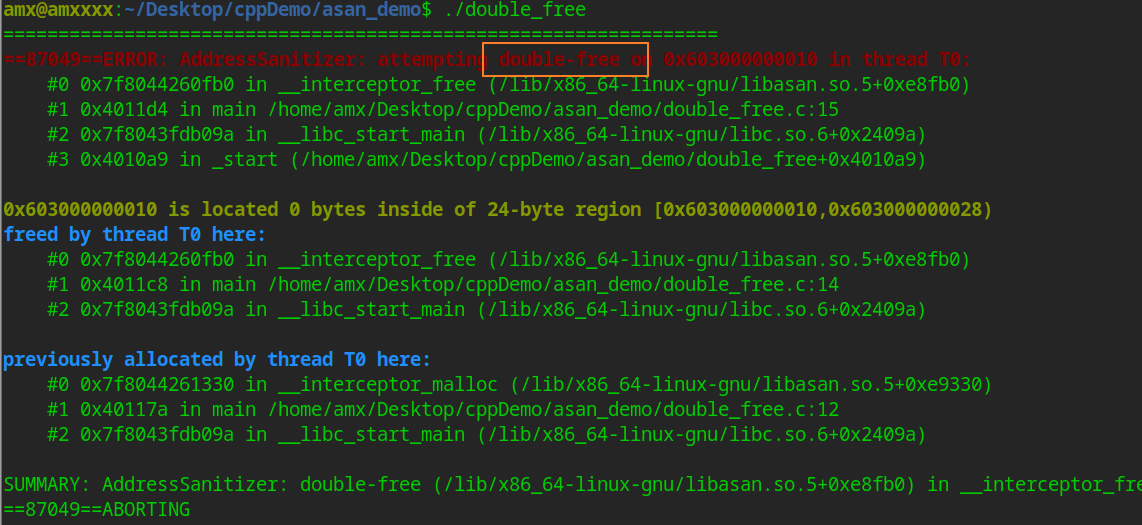 amx@amxxxx:~/Desktop/cppDemo/asan_demo$ ./double_free
=================================================================
==87049==ERROR: AddressSanitizer: attempting double-free on 0x603000000010 in thread T0:
    #0 0x7f8044260fb0 in __interceptor_free (/lib/x86_64-linux-gnu/libasan.so.5+0xe8fb0)
    #1 0x4011d4 in main /home/amx/Desktop/cppDemo/asan_demo/double_free.c:15
    #2 0x7f8043fdb09a in __libc_start_main (/lib/x86_64-linux-gnu/libc.so.6+0x2409a)
    #3 0x4010a9 in _start (/home/amx/Desktop/cppDemo/asan_demo/double_free+0x4010a9)

0x603000000010 is located 0 bytes inside of 24-byte region [0x603000000010,0x603000000028)
freed by thread T0 here:
    #0 0x7f8044260fb0 in __interceptor_free (/lib/x86_64-linux-gnu/libasan.so.5+0xe8fb0)
    #1 0x4011c8 in main /home/amx/Desktop/cppDemo/asan_demo/double_free.c:14
    #2 0x7f8043fdb09a in __libc_start_main (/lib/x86_64-linux-gnu/libc.so.6+0x2409a)

previously allocated by thread T0 here:
    #0 0x7f8044261330 in __interceptor_malloc (/lib/x86_64-linux-gnu/libasan.so.5+0xe9330)
    #1 0x40117a in main /home/amx/Desktop/cppDemo/asan_demo/double_free.c:12
    #2 0x7f8043fdb09a in __libc_start_main (/lib/x86_64-linux-gnu/libc.so.6+0x2409a)

SUMMARY: AddressSanitizer: double-free (/lib/x86_64-linux-gnu/libasan.so.5+0xe8fb0) in __interceptor_fre
==87049==ABORTING